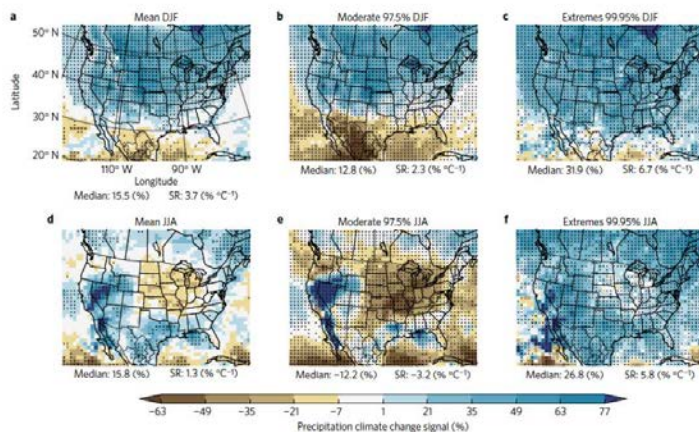 a Mean DJF
b Moderate 97.5% DJF
c Extremes 99.95% DJF
50° N
40° N
30° N
20° N
Latitude
110° W 90° W
Longitude
Median: 15.5 (%) SR: 3.7 (% °C⁻¹)
Median: 12.8 (%) SR: 2.3 (% °C⁻¹)
Median: 31.9 (%) SR: 6.7 (% °C⁻¹)
d Mean JJA
e Moderate 97.5% JJA
f Extremes 99.95% JJA
Median: 15.8 (%) SR: 1.3 (% °C⁻¹)
Median: −12.2 (%) SR: −3.2 (% °C⁻¹)
Median: 26.8 (%) SR: 5.8 (% °C⁻¹)
−63 −49 −35 −21 −7 1 21 35 49 63 77
Precipitation climate change signal (%)